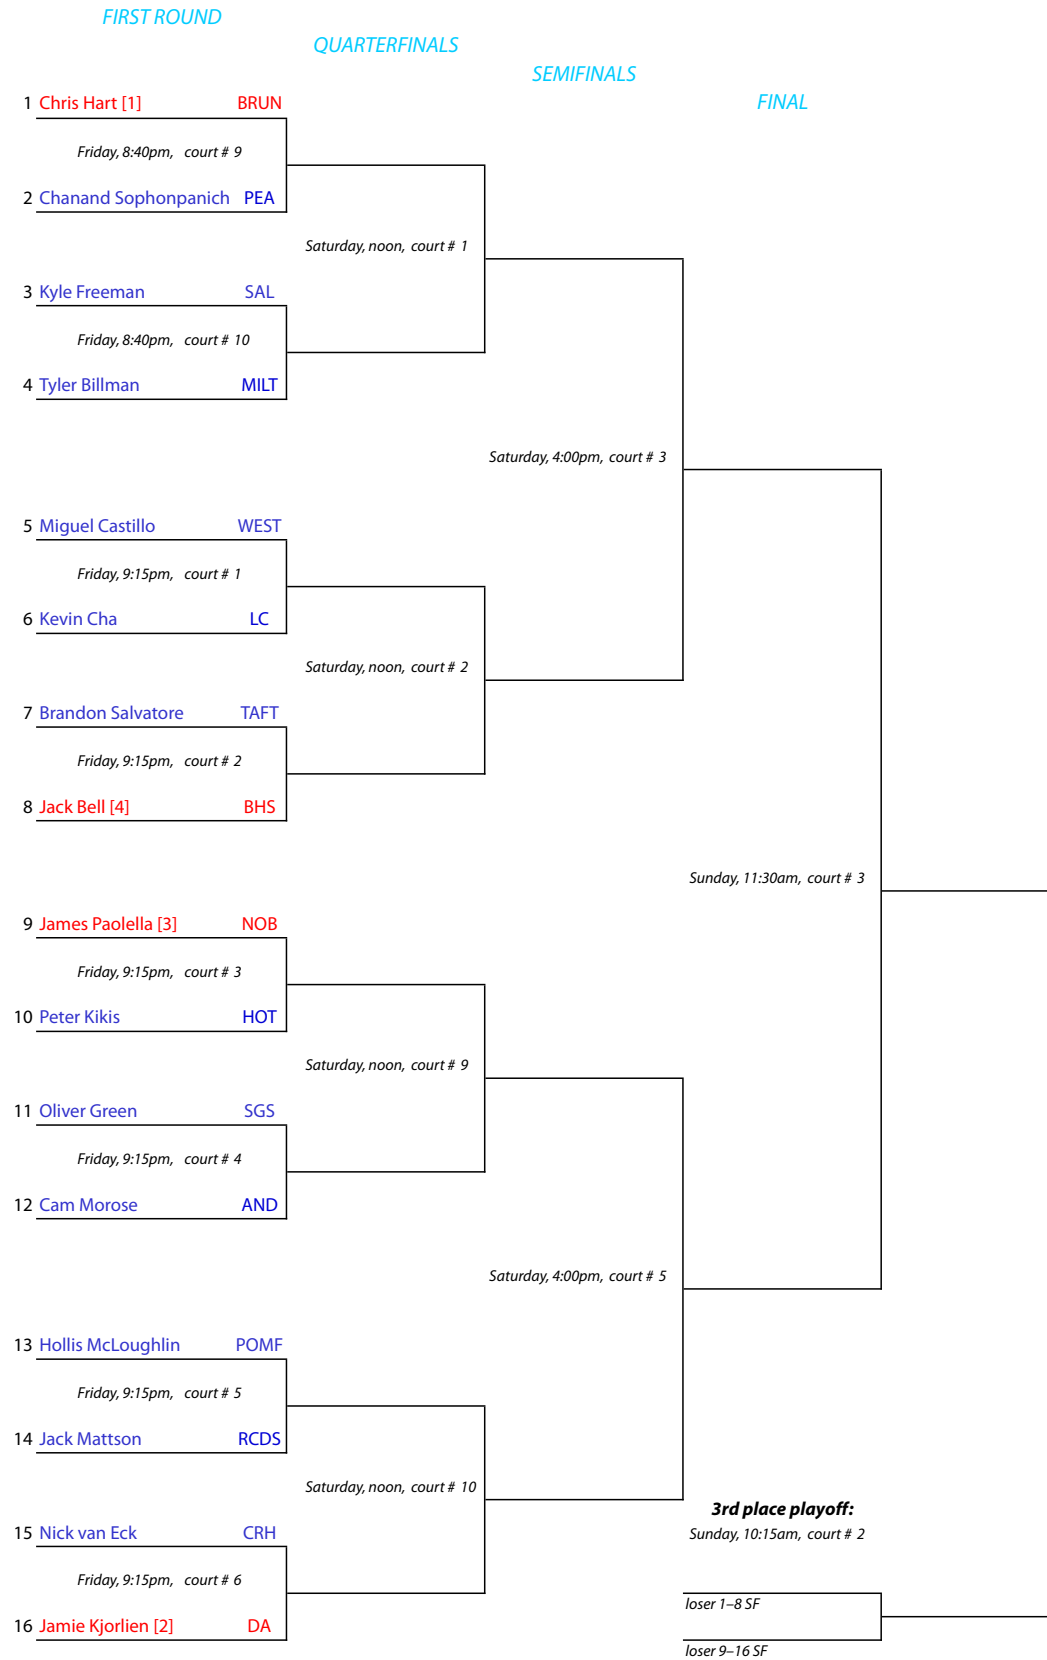 FIRST ROUND
QUARTERFINALS
SEMIFINALS
FINAL
1 Chris Hart [1] BRUN
Friday, 8:40pm, court # 9
2 Chanand Sophonpanich PEA
Saturday, noon, court # 1
3 Kyle Freeman SAL
Friday, 8:40pm, court # 10
4 Tyler Billman MILT
Saturday, 4:00pm, court # 3
5 Miguel Castillo WEST
Friday, 9:15pm, court # 1
6 Kevin Cha LC
Saturday, noon, court # 2
7 Brandon Salvatore TAFT
Friday, 9:15pm, court # 2
8 Jack Bell [4] BHS
Sunday, 11:30am, court # 3
9 James Paolella [3] NOB
Friday, 9:15pm, court # 3
10 Peter Kikis HOT
Saturday, noon, court # 9
11 Oliver Green SGS
Friday, 9:15pm, court # 4
12 Cam Morose AND
Saturday, 4:00pm, court # 5
13 Hollis McLoughlin POMF
Friday, 9:15pm, court # 5
14 Jack Mattson RCDS
Saturday, noon, court # 10
3rd place playoff:
15 Nick van Eck CRH
Sunday, 10:15am, court # 2
Friday, 9:15pm, court # 6
loser 1–8 SF
16 Jamie Kjorlien [2] DA
loser 9–16 SF